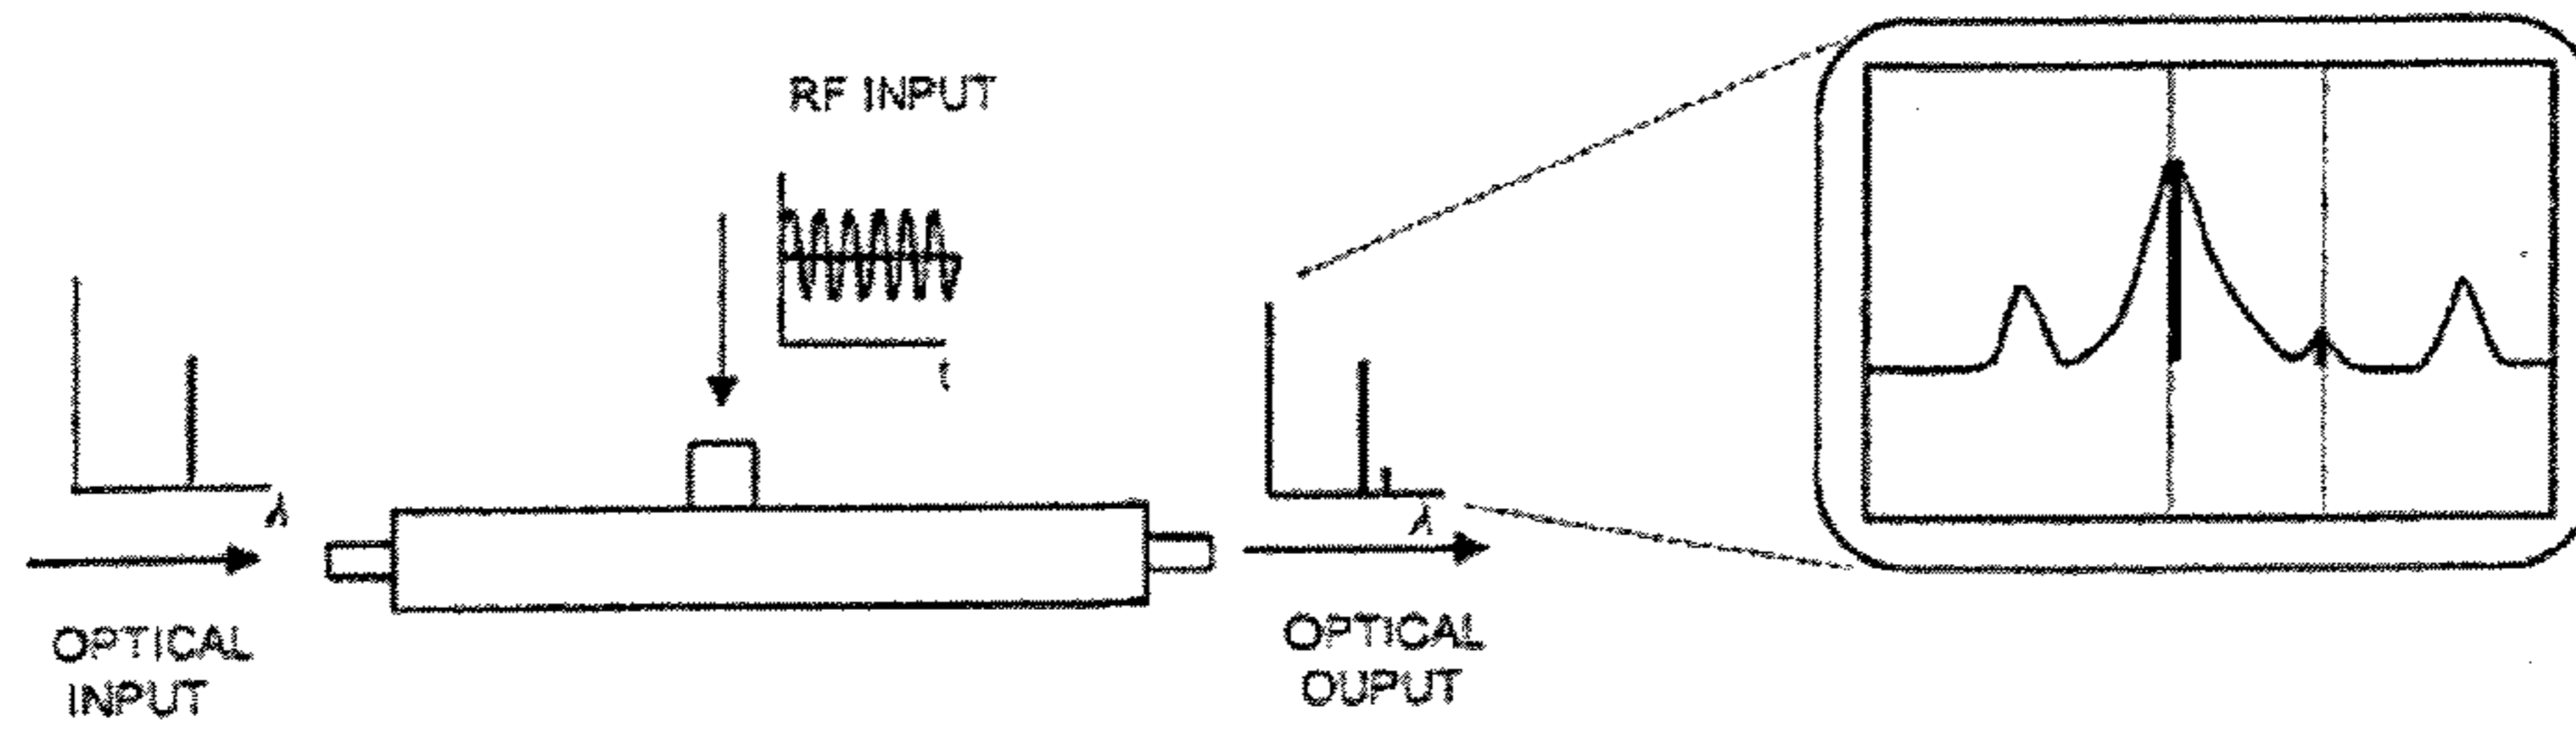 RF INPUT
t
λ
λ
OPTICAL
INPUT
OPTICAL
OUPUT